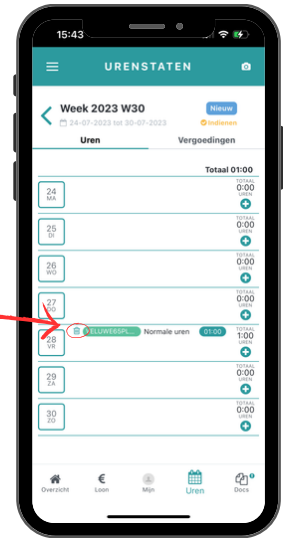 15:43
URENSTATEN
Week 2023 W30
Nieuw
24-07-2023 tot 30-07-2023
Indienen
Uren
Vergoedingen
Totaal 01:00
24
MA
TOTAAL
0:00
UREN
25
DI
TOTAAL
0:00
UREN
26
WO
TOTAAL
0:00
UREN
27
DO
TOTAAL
0:00
UREN
28
VR
VELUWEESPL... Normale uren 01:00
TOTAAL
1:00
UREN
29
ZA
TOTAAL
0:00
UREN
30
ZO
TOTAAL
0:00
UREN
Overzicht
€
Loon
Mijn
Uren
Docs